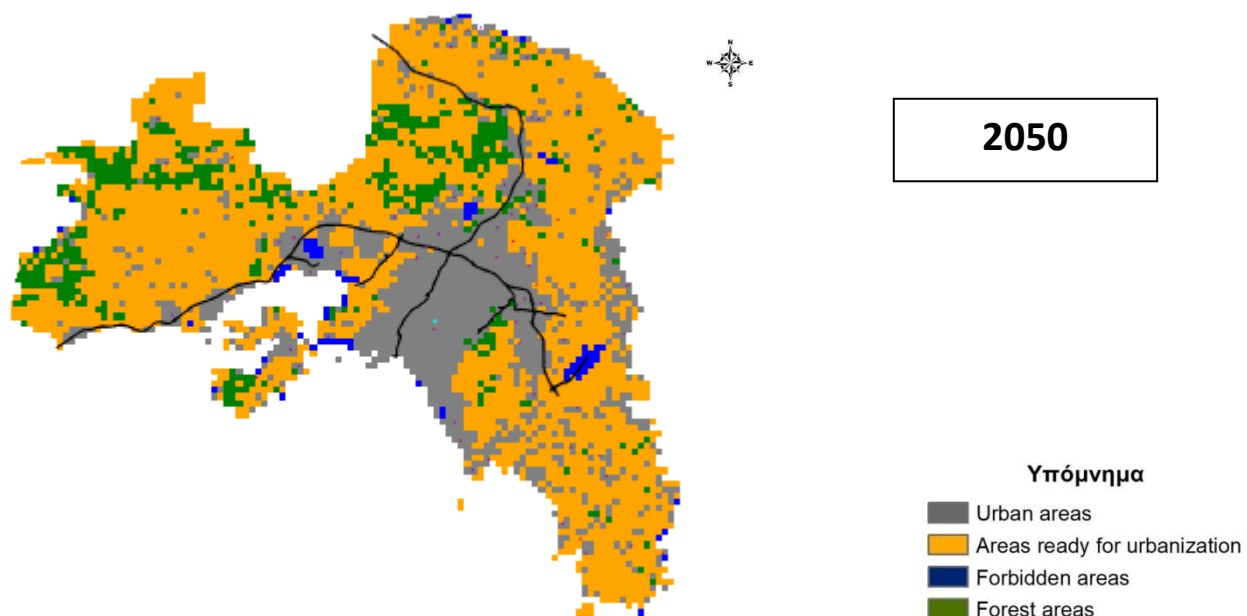 N
W E
S
2050
Υπόμνημα
Urban areas
Areas ready for urbanization
Forbidden areas
Forest areas